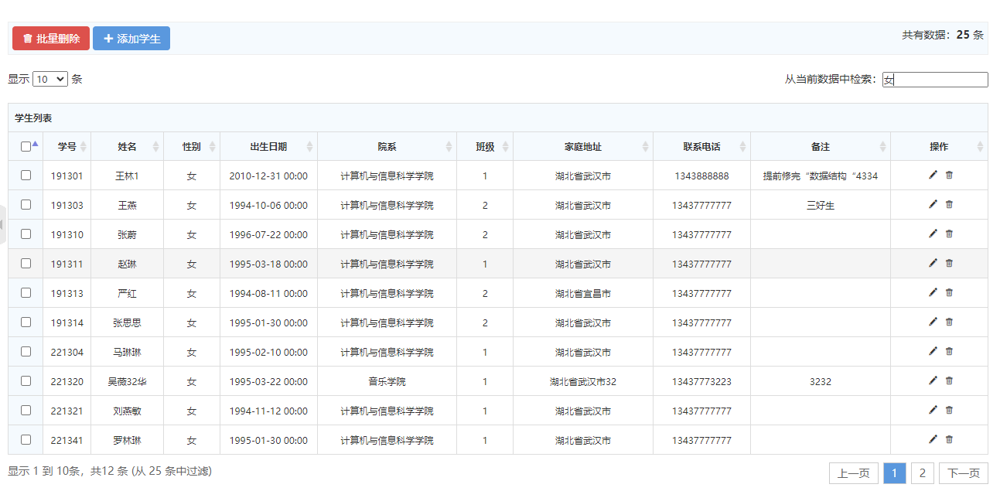 批量删除 添加学生 共有数据：25 条
显示 10 条 从当前数据中检索：女
学生列表
学号 姓名 性别 出生日期 院系 班级 家庭地址 联系电话 备注 操作
191301 王林1 女 2010-12-31 00:00 计算机与信息科学学院 1 湖北省武汉市 1343888888 提前修完“数据结构“4334
191303 王燕 女 1994-10-06 00:00 计算机与信息科学学院 2 湖北省武汉市 13437777777 三好生
191310 张蔚 女 1996-07-22 00:00 计算机与信息科学学院 2 湖北省武汉市 13437777777
191311 赵琳 女 1995-03-18 00:00 计算机与信息科学学院 1 湖北省武汉市 13437777777
191313 严红 女 1994-08-11 00:00 计算机与信息科学学院 2 湖北省宜昌市 13437777777
191314 张思思 女 1995-01-30 00:00 计算机与信息科学学院 2 湖北省武汉市 13437777777
221304 马琳琳 女 1995-02-10 00:00 计算机与信息科学学院 1 湖北省武汉市 13437777777
221320 吴薇32华 女 1995-03-22 00:00 音乐学院 1 湖北省武汉市32 13437773223 3232
221321 刘燕敏 女 1994-11-12 00:00 计算机与信息科学学院 1 湖北省武汉市 13437777777
221341 罗林琳 女 1995-01-30 00:00 计算机与信息科学学院 1 湖北省武汉市 13437777777
显示 1 到 10条，共12 条 (从 25 条中过滤) 上一页 1 2 下一页